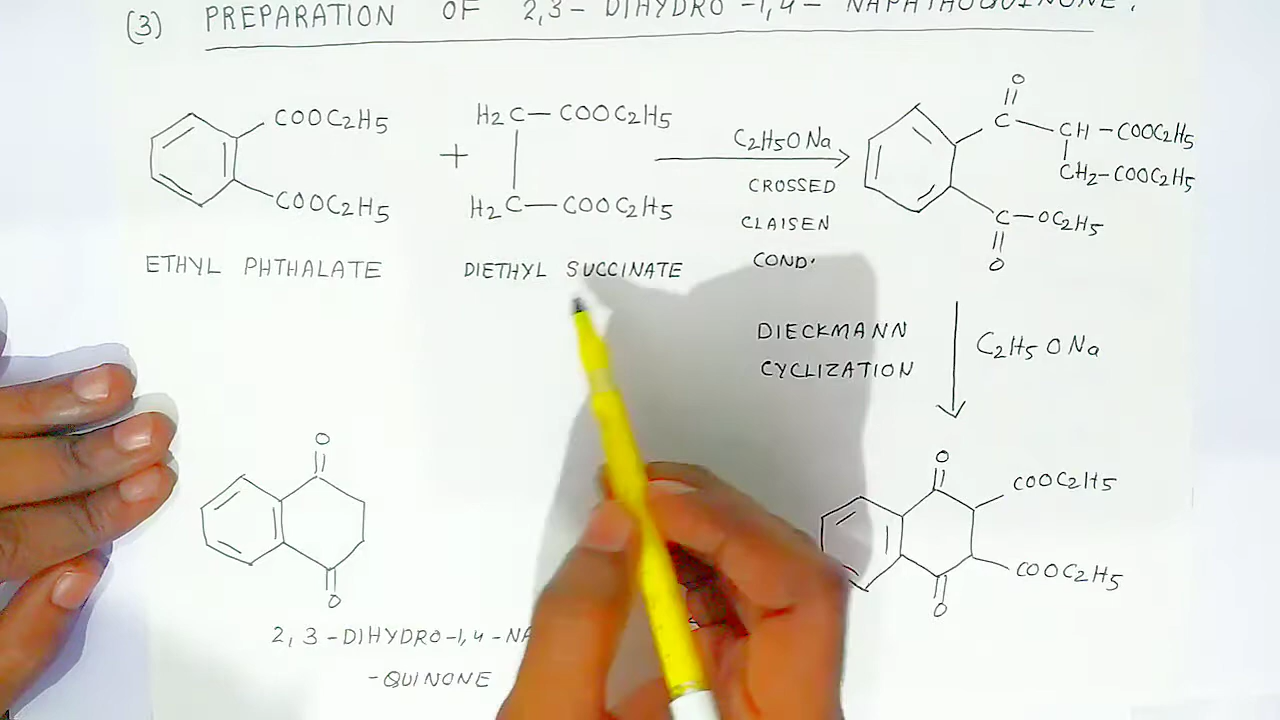 (3) PREPARATION OF 2,3- DIHYDRO -1,4- NAPHTHOQUINONE.
COOC2H5
COOC2H5
ETHYL PHTHALATE
+
H2C— COOC2H5
H2C— COOC2H5
DIETHYL SUCCINATE
C2H5ONa
CROSSED
CLAISEN
COND'
O
C
CH -COOC2H5
CH2-COOC2H5
C-OC2H5
O
DIECKMANN
CYCLIZATION
C2H5ONa
O
COOC2H5
COOC2H5
O
O
O
2,3-DIHYDRO-1,4-
-QUINONE